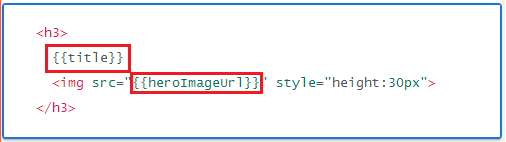 <h3>
{{title}}
<img src="{{heroImageUrl}}" style="height:30px">
</h3>